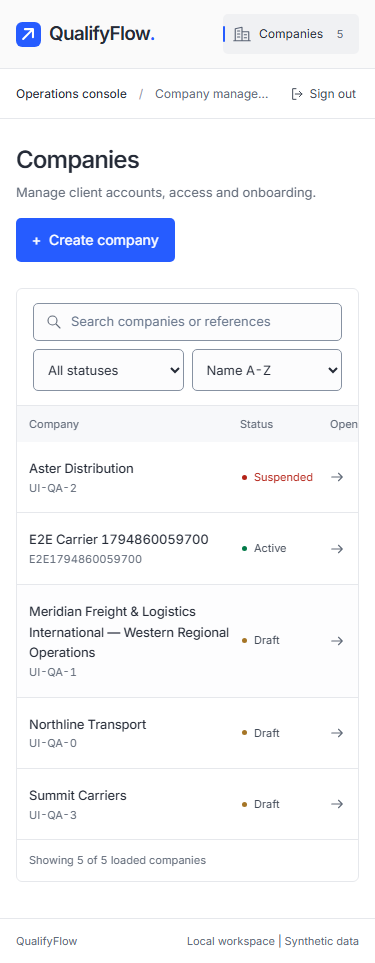 QualifyFlow.
Companies 5
Operations console / Company manage...
Sign out
Companies
Manage client accounts, access and onboarding.
+ Create company
Search companies or references
All statuses
Name A-Z
Company Status Open
Aster Distribution
UI-QA-2
Suspended
E2E Carrier 1794860059700
E2E1794860059700
Active
Meridian Freight & Logistics
International — Western Regional
Operations
UI-QA-1
Draft
Northline Transport
UI-QA-0
Draft
Summit Carriers
UI-QA-3
Draft
Showing 5 of 5 loaded companies
QualifyFlow
Local workspace | Synthetic data